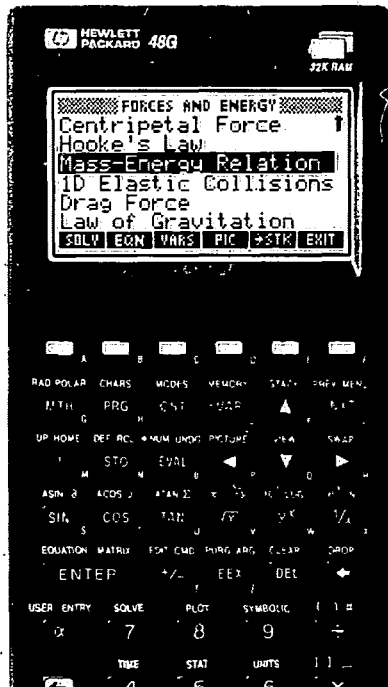 hp HEWLETT PACKARD 48G
32K RAM
FORCES AND ENERGY
Centripetal Force
Hooke's Law
Mass-Energy Relation
1D Elastic Collisions
Drag Force
Law of Gravitation
SOLV EQN VARS PIC →STK EXIT
A B C D
RAD POLAR CHARS MODES MEMORY STACK PREV MENU
MTH PRG CST VAR NXT
G H
UP HOME DEF RCL →NUM UNDO PICTURE VIEW SWAP
' STO EVAL
M N
ASIN ∂ ACOS ∫ ATAN Σ LOG
SIN COS TAN √x 1/x
S
EQUATION MATRIX EDIT CMD PURG ARG CLEAR DROP
ENTER +/- EEX DEL
USER ENTRY SOLVE PLOT SYMBOLIC ( ) #
α 7 8 9 ÷
TIME STAT UNITS [ ] _
4 5 6 ×